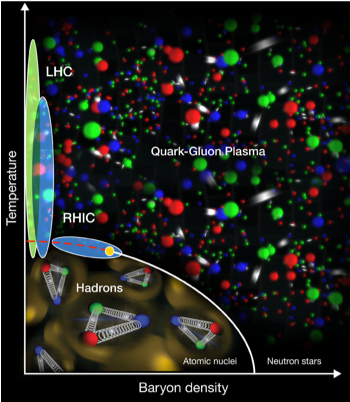 LHC
Quark-Gluon Plasma
Temperature
RHIC
Hadrons
Atomic nuclei
Neutron stars
Baryon density